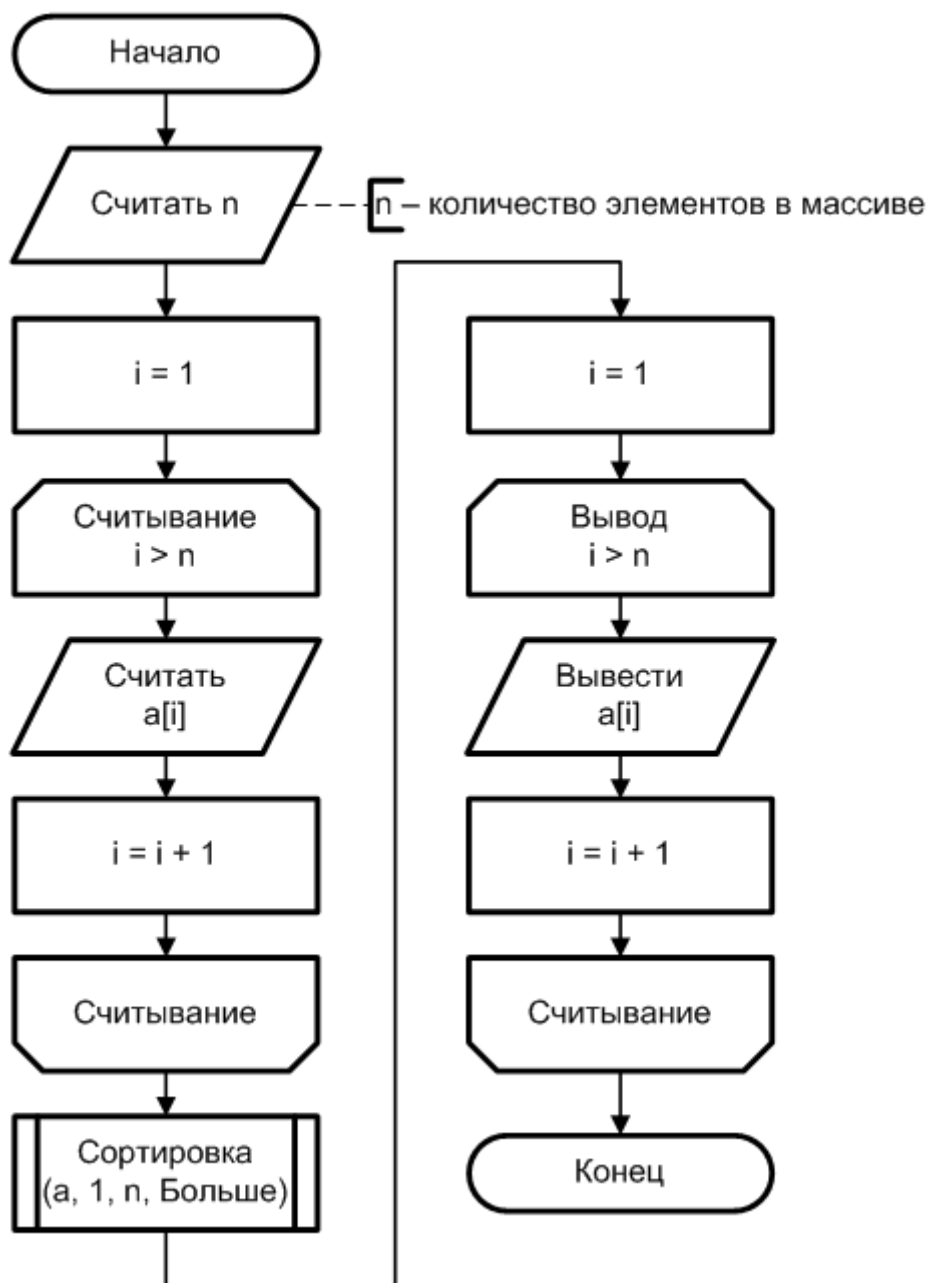 Начало
Считать n
n – количество элементов в массиве
i = 1
Считывание
i > n
Считать
a[i]
i = i + 1
Считывание
Сортировка
(a, 1, n, Больше)
i = 1
Вывод
i > n
Вывести
a[i]
i = i + 1
Считывание
Конец